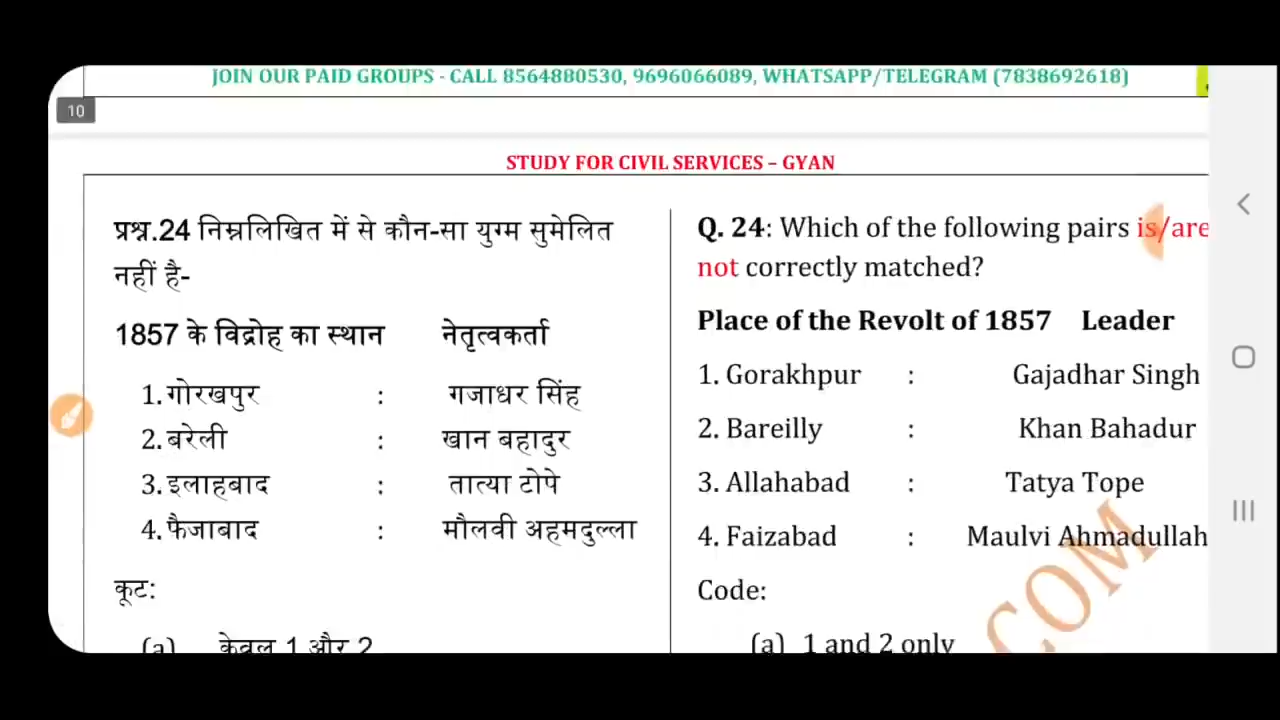 JOIN OUR PAID GROUPS - CALL 8564880530, 9696066089, WHATSAPP/TELEGRAM (7838692618)
10
STUDY FOR CIVIL SERVICES – GYAN
प्रश्न.24 निम्नलिखित में से कौन-सा युग्म सुमेलित
नहीं है-
1857 के विद्रोह का स्थान नेतृत्वकर्ता
1. गोरखपुर : गजाधर सिंह
2. बरेली : खान बहादुर
3. इलाहबाद : तात्या टोपे
4. फैजाबाद : मौलवी अहमदुल्ला
कूट:
(a) केवल 1 और 2
Q. 24: Which of the following pairs is/are
not correctly matched?
Place of the Revolt of 1857 Leader
1. Gorakhpur : Gajadhar Singh
2. Bareilly : Khan Bahadur
3. Allahabad : Tatya Tope
4. Faizabad : Maulvi Ahmadullah
Code:
(a) 1 and 2 only
COM